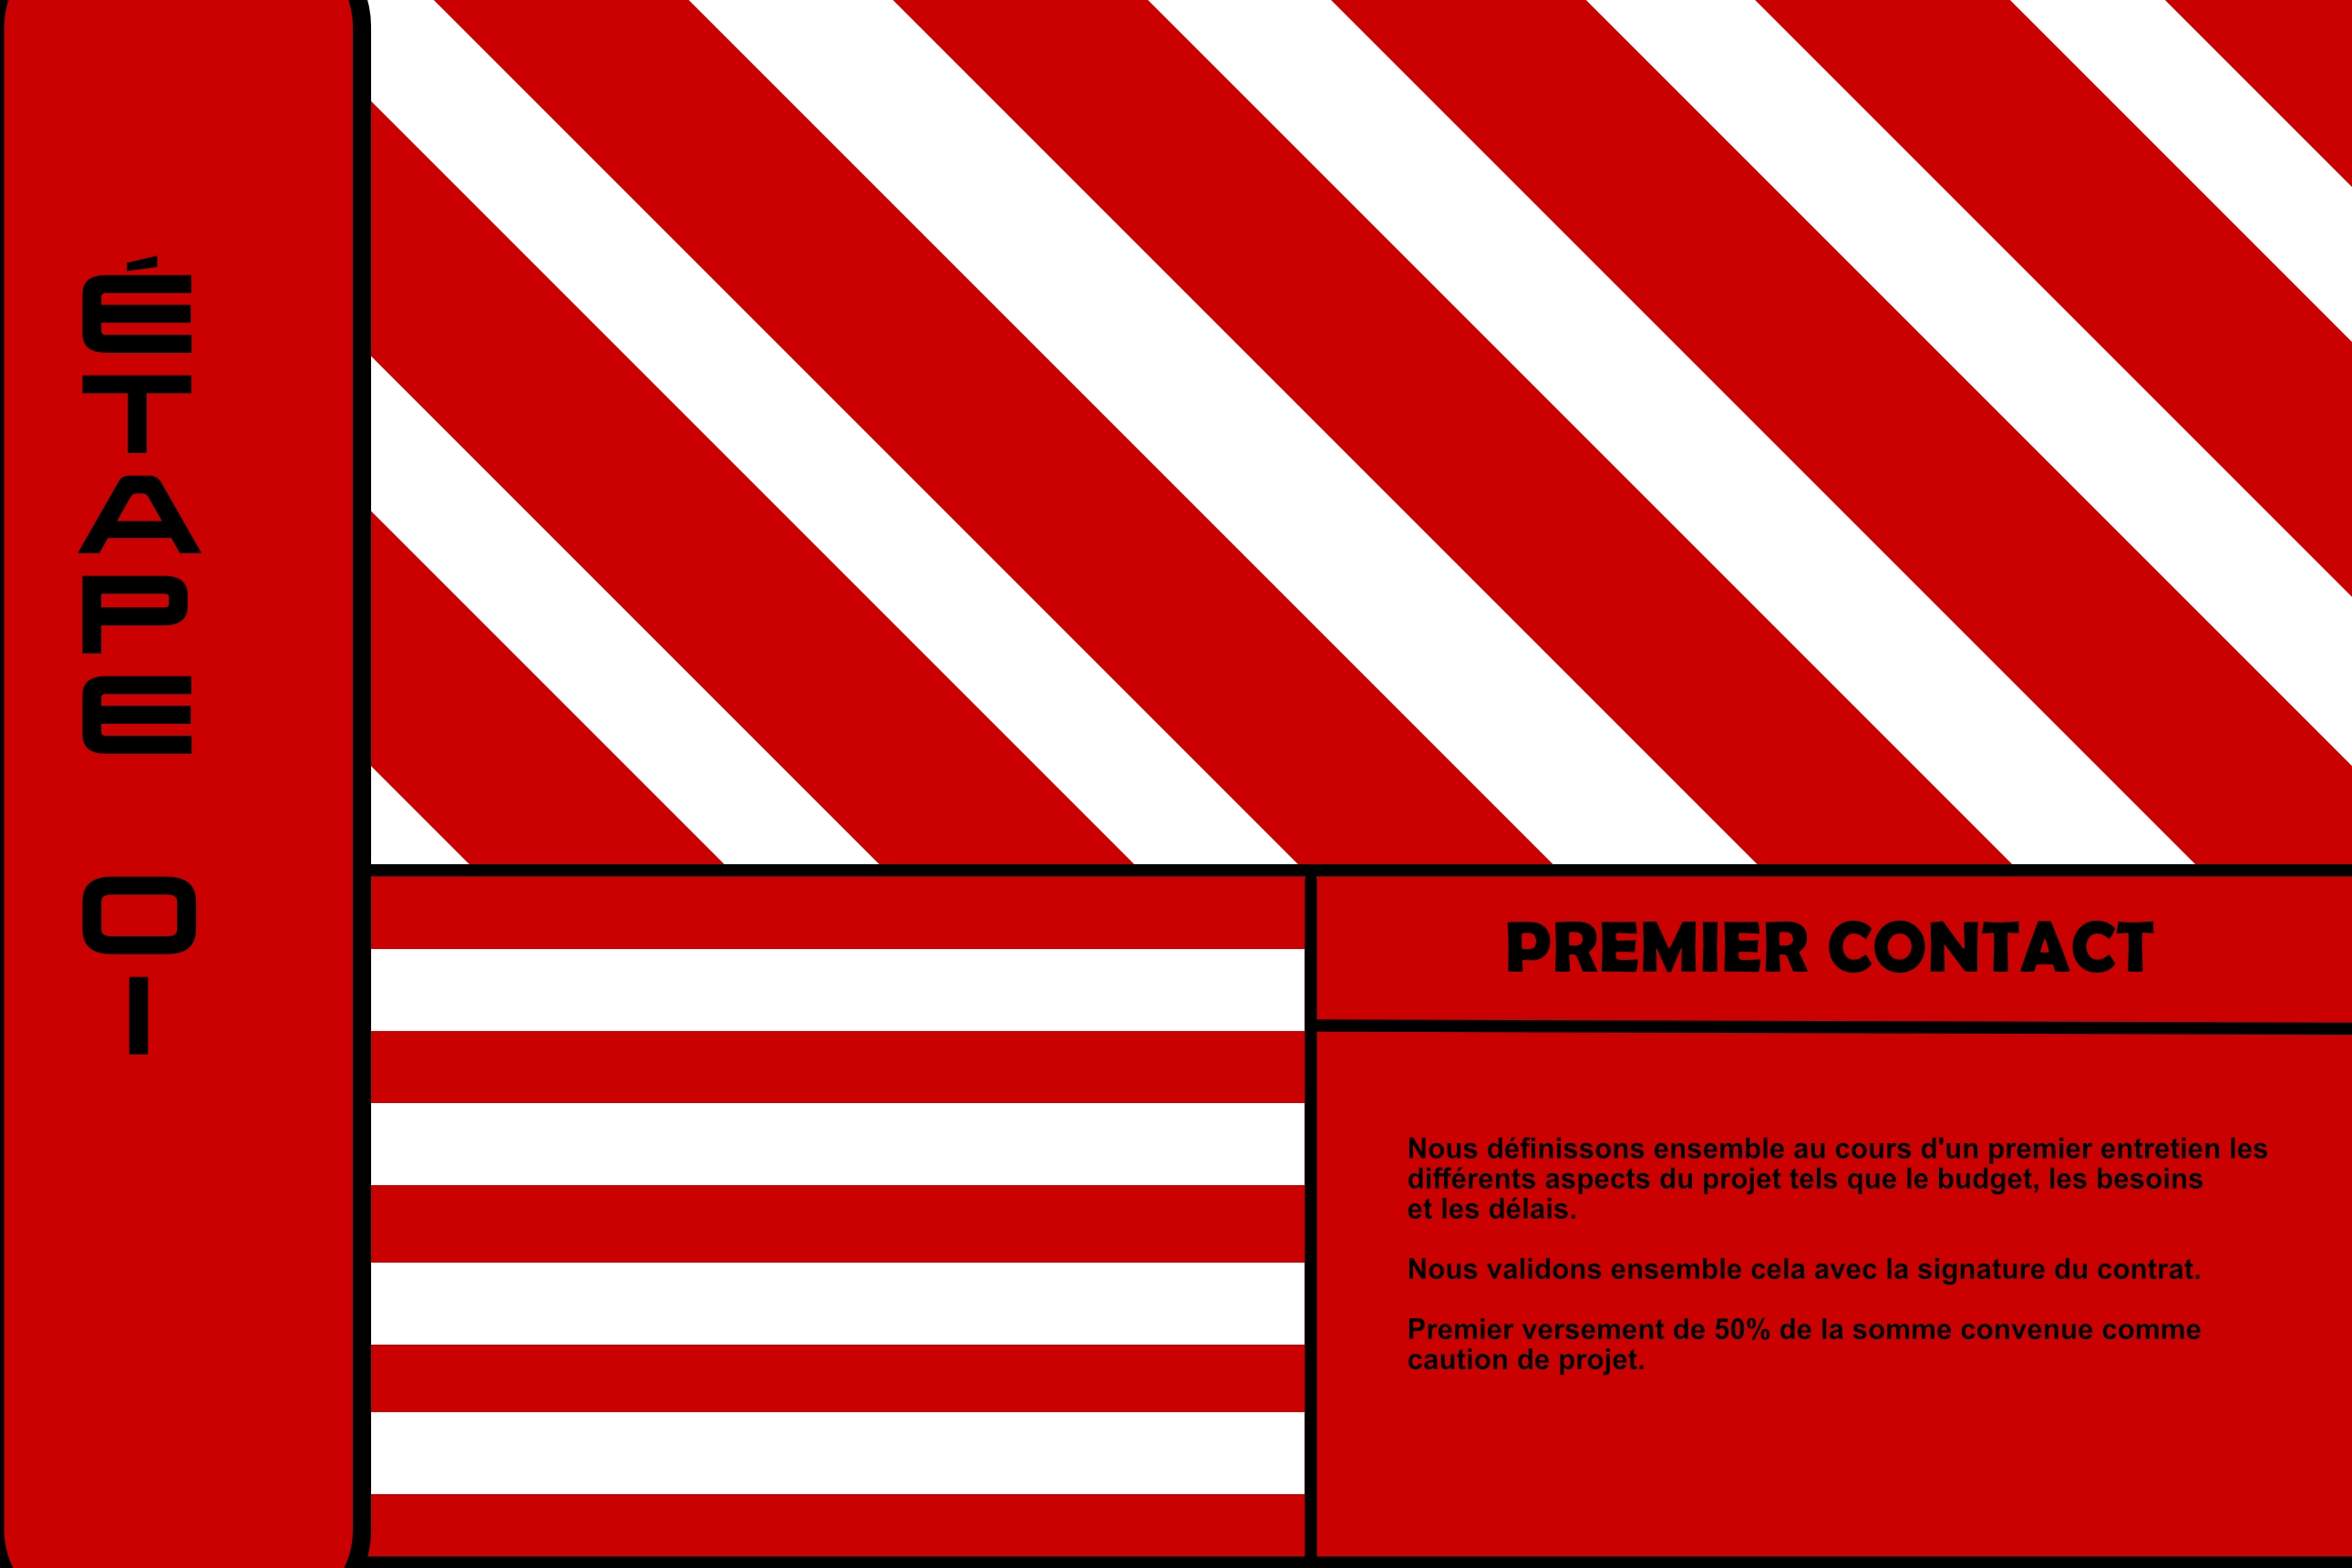 ÉTAPE OI
PREMIER CONTACT
Nous définissons ensemble au cours d'un premier entretien les
différents aspects du projet tels que le budget, les besoins
et les délais.
Nous validons ensemble cela avec la signature du contrat.
Premier versement de 50% de la somme convenue comme
caution de projet.